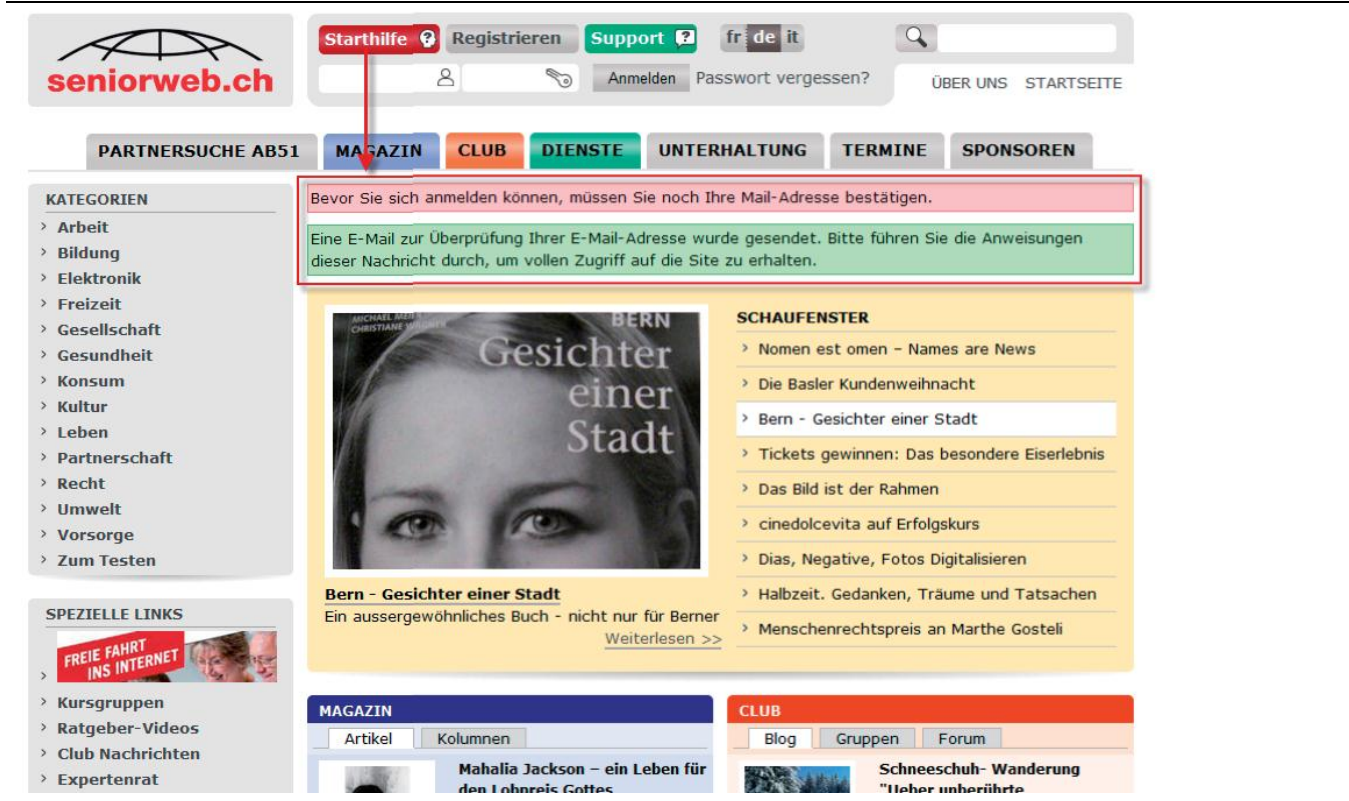 Starthilfe ? Registrieren Support ? fr de it
seniorweb.ch
Anmelden Passwort vergessen?
ÜBER UNS STARTSEITE
PARTNERSUCHE AB51 MAGAZIN CLUB DIENSTE UNTERHALTUNG TERMINE SPONSOREN
KATEGORIEN
› Arbeit
› Bildung
› Elektronik
› Freizeit
› Gesellschaft
› Gesundheit
› Konsum
› Kultur
› Leben
› Partnerschaft
› Recht
› Umwelt
› Vorsorge
› Zum Testen
SPEZIELLE LINKS
FREIE FAHRT
INS INTERNET
› Kursgruppen
› Ratgeber-Videos
› Club Nachrichten
› Expertenrat
Bevor Sie sich anmelden können, müssen Sie noch Ihre Mail-Adresse bestätigen.
Eine E-Mail zur Überprüfung Ihrer E-Mail-Adresse wurde gesendet. Bitte führen Sie die Anweisungen
dieser Nachricht durch, um vollen Zugriff auf die Site zu erhalten.
MICHAEL MEIER
CHRISTIANE WAGNER
BERN
Gesichter
einer
Stadt
Bern - Gesichter einer Stadt
Ein aussergewöhnliches Buch - nicht nur für Berner
Weiterlesen >>
SCHAUFENSTER
› Nomen est omen – Names are News
› Die Basler Kundenweihnacht
› Bern - Gesichter einer Stadt
› Tickets gewinnen: Das besondere Eiserlebnis
› Das Bild ist der Rahmen
› cinedolcevita auf Erfolgskurs
› Dias, Negative, Fotos Digitalisieren
› Halbzeit. Gedanken, Träume und Tatsachen
› Menschenrechtspreis an Marthe Gosteli
MAGAZIN
Artikel Kolumnen
Mahalia Jackson – ein Leben für
den Lobpreis Gottes
CLUB
Blog Gruppen Forum
Schneeschuh- Wanderung
"Ueber unberührte